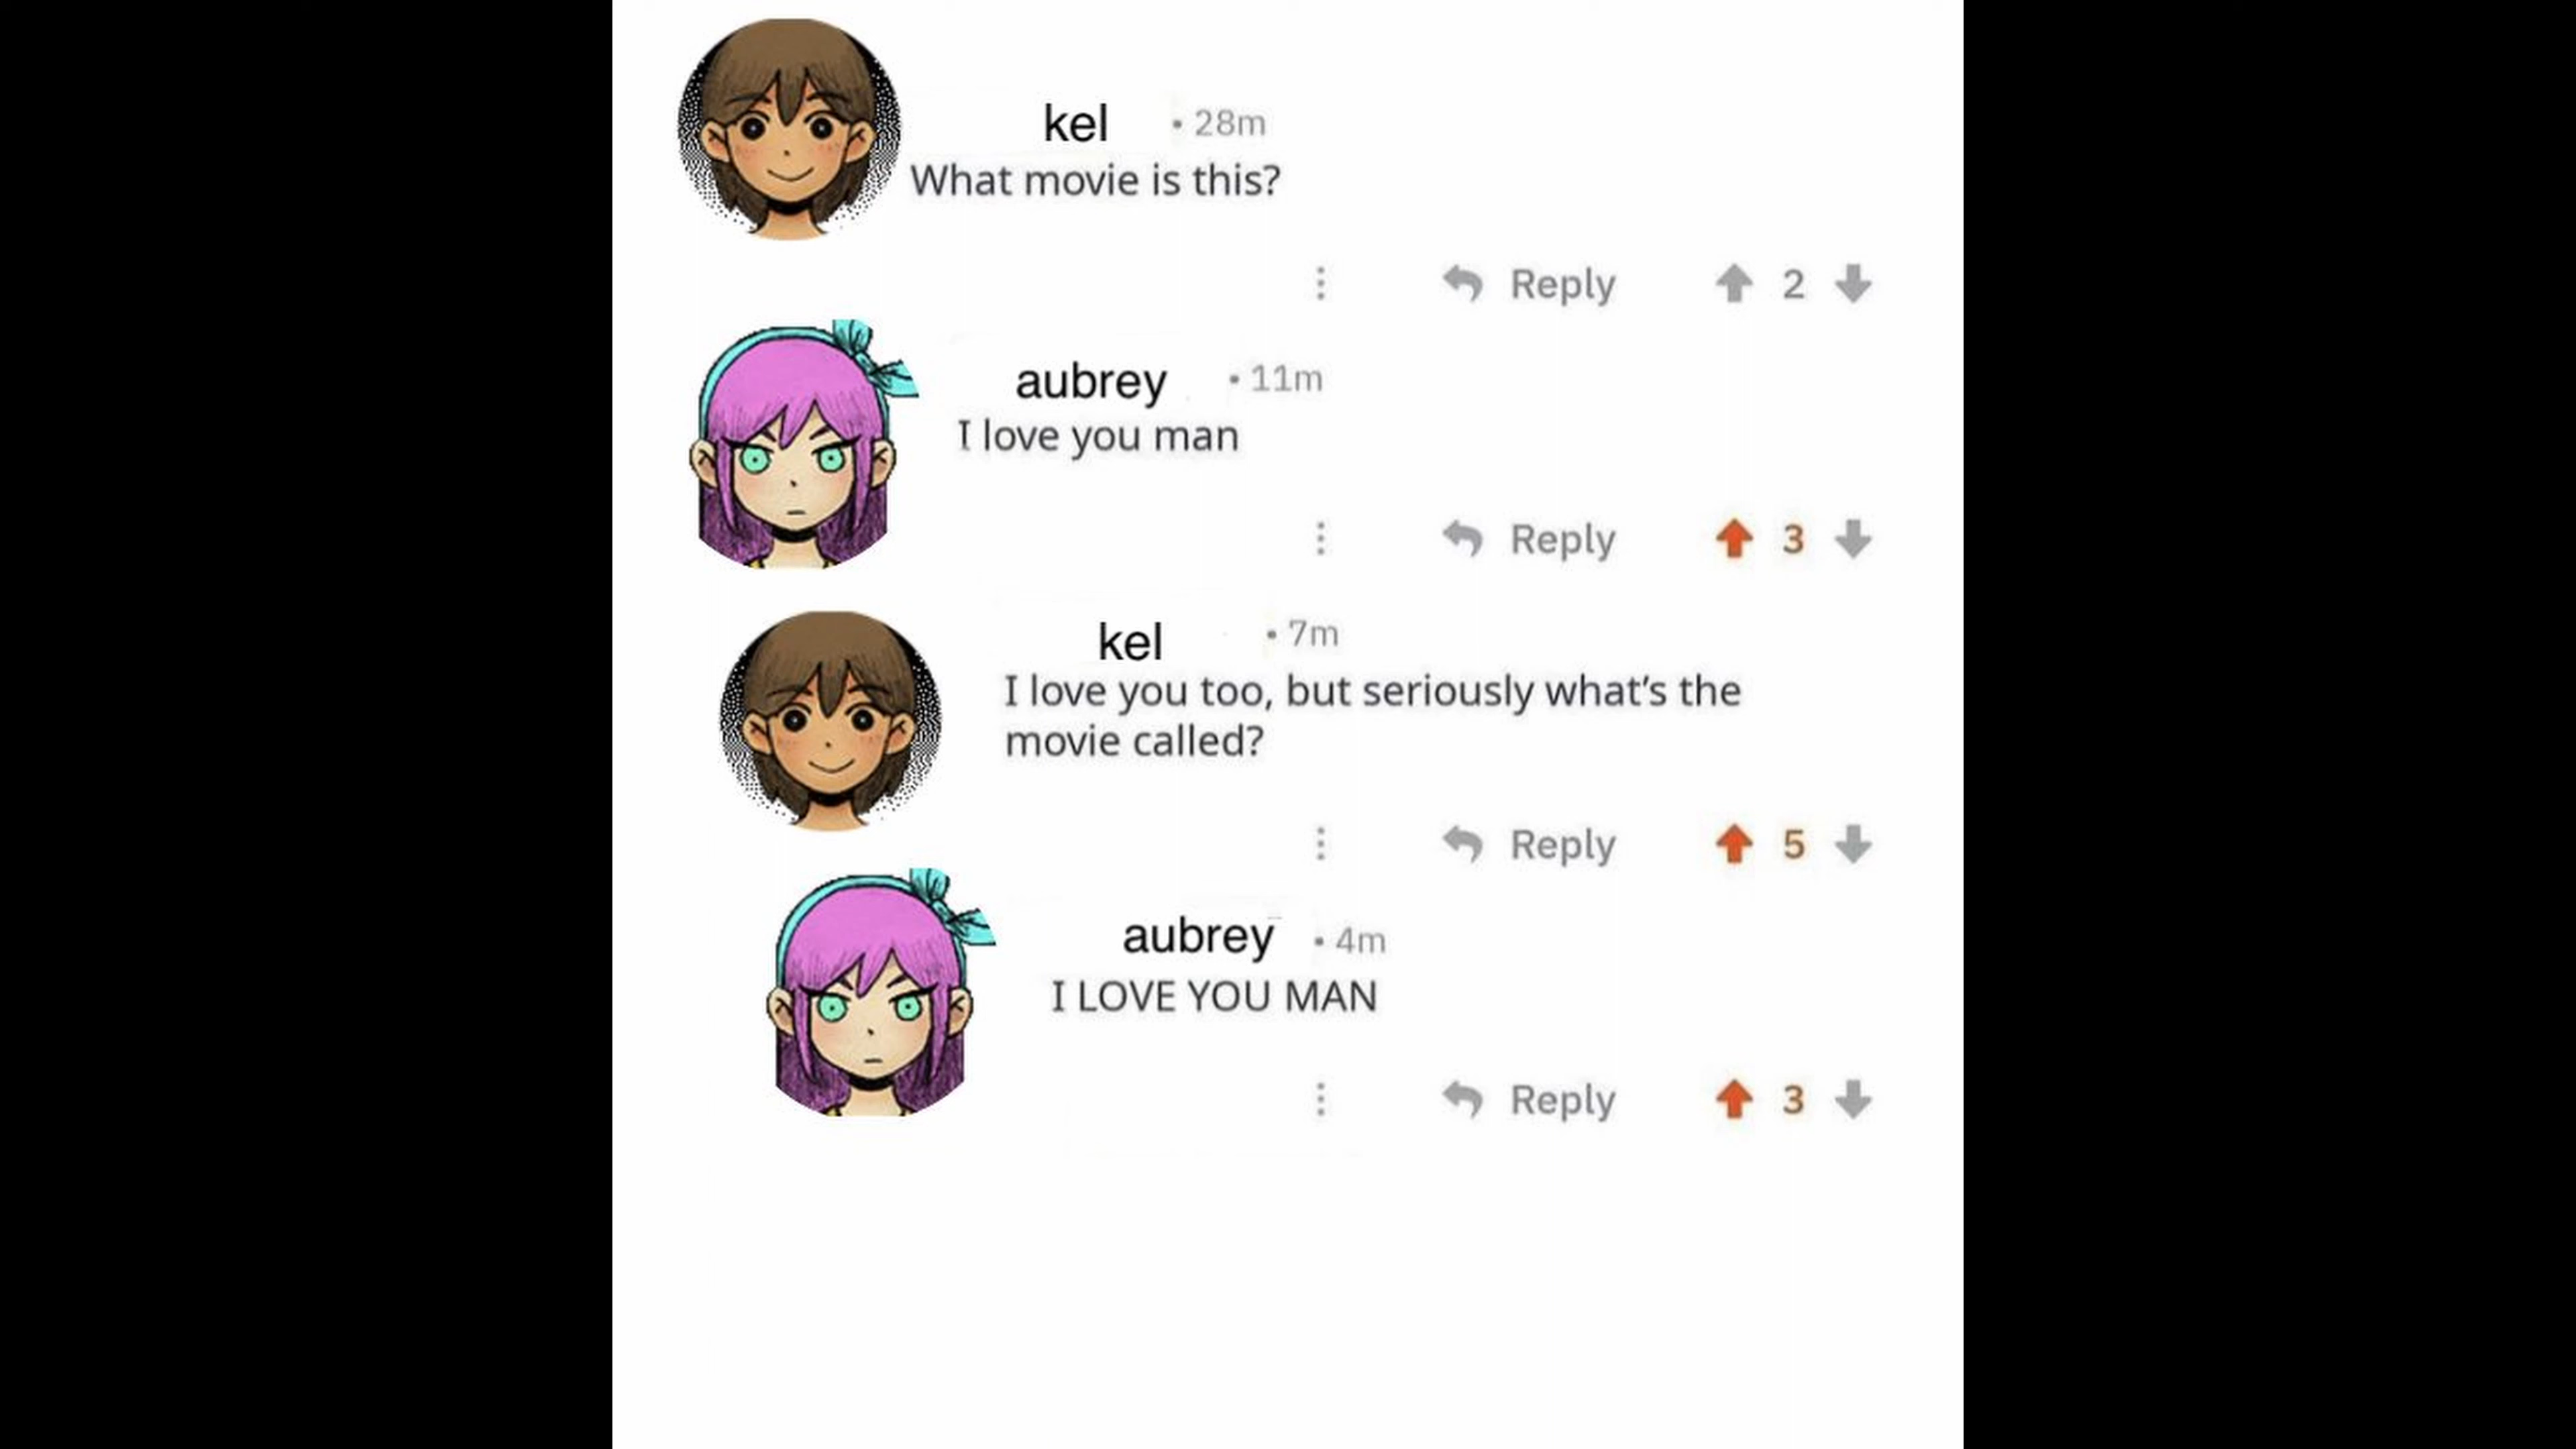 kel • 28m
What movie is this?
Reply 2
aubrey • 11m
I love you man
Reply 3
kel • 7m
I love you too, but seriously what's the
movie called?
Reply 5
aubrey • 4m
I LOVE YOU MAN
Reply 3